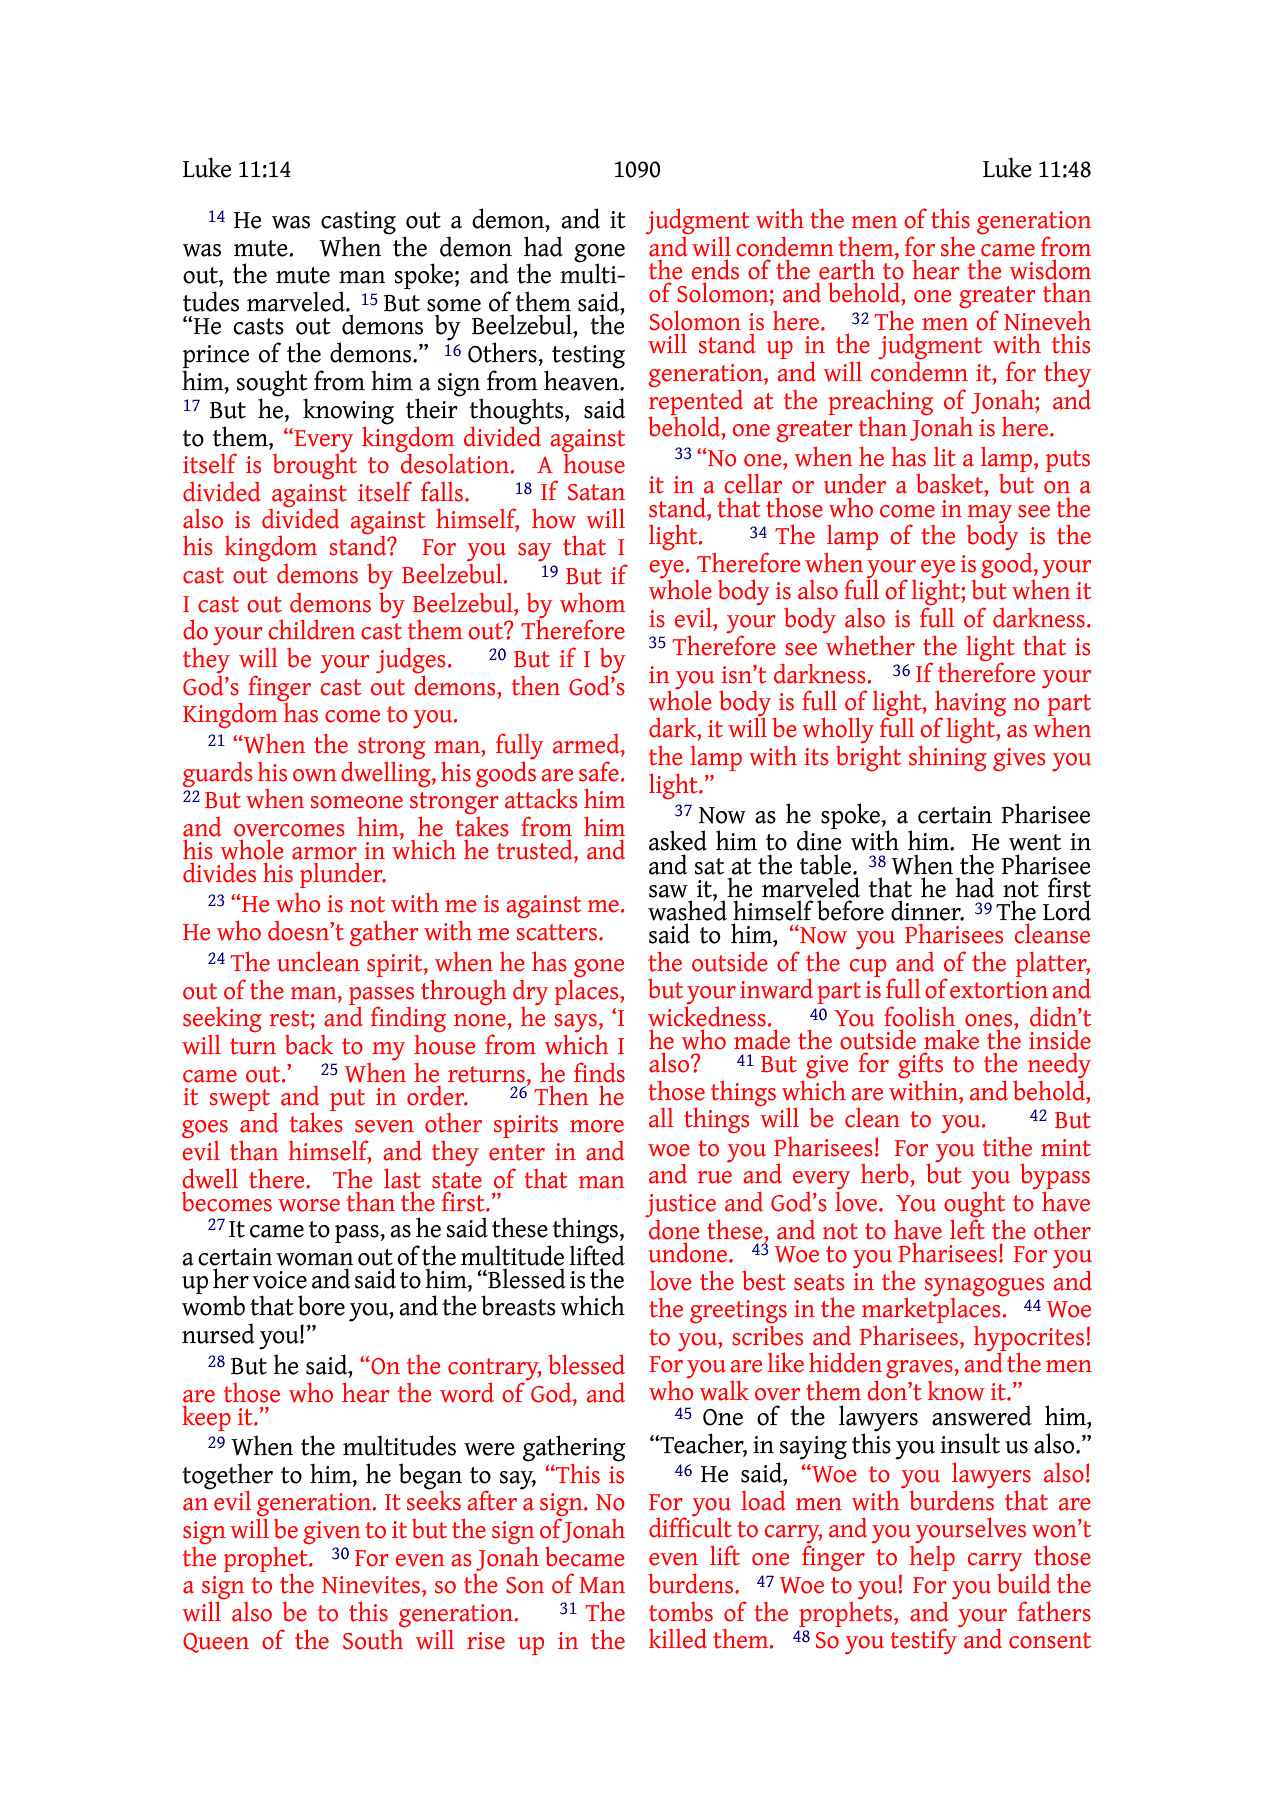 Luke 11:14
1090
Luke 11:48
14 He was casting out a demon, and it
was mute. When the demon had gone
out, the mute man spoke; and the multi-
tudes marveled. 15 But some of them said,
“He casts out demons by Beelzebul, the
prince of the demons.” 16 Others, testing
him, sought from him a sign from heaven.
17 But he, knowing their thoughts, said
to them, “Every kingdom divided against
itself is brought to desolation. A house
divided against itself falls. 18 If Satan
also is divided against himself, how will
his kingdom stand? For you say that I
cast out demons by Beelzebul. 19 But if
I cast out demons by Beelzebul, by whom
do your children cast them out? Therefore
they will be your judges. 20 But if I by
God’s finger cast out demons, then God’s
Kingdom has come to you.
21 “When the strong man, fully armed,
guards his own dwelling, his goods are safe.
22 But when someone stronger attacks him
and overcomes him, he takes from him
his whole armor in which he trusted, and
divides his plunder.
23 “He who is not with me is against me.
He who doesn’t gather with me scatters.
24 The unclean spirit, when he has gone
out of the man, passes through dry places,
seeking rest; and finding none, he says, ‘I
will turn back to my house from which I
came out.’ 25 When he returns, he finds
it swept and put in order. 26 Then he
goes and takes seven other spirits more
evil than himself, and they enter in and
dwell there. The last state of that man
becomes worse than the first.”
27 It came to pass, as he said these things,
a certain woman out of the multitude lifted
up her voice and said to him, “Blessed is the
womb that bore you, and the breasts which
nursed you!”
28 But he said, “On the contrary, blessed
are those who hear the word of God, and
keep it.”
29 When the multitudes were gathering
together to him, he began to say, “This is
an evil generation. It seeks after a sign. No
sign will be given to it but the sign of Jonah
the prophet. 30 For even as Jonah became
a sign to the Ninevites, so the Son of Man
will also be to this generation. 31 The
Queen of the South will rise up in the
judgment with the men of this generation
and will condemn them, for she came from
the ends of the earth to hear the wisdom
of Solomon; and behold, one greater than
Solomon is here. 32 The men of Nineveh
will stand up in the judgment with this
generation, and will condemn it, for they
repented at the preaching of Jonah; and
behold, one greater than Jonah is here.
33 “No one, when he has lit a lamp, puts
it in a cellar or under a basket, but on a
stand, that those who come in may see the
light. 34 The lamp of the body is the
eye. Therefore when your eye is good, your
whole body is also full of light; but when it
is evil, your body also is full of darkness.
35 Therefore see whether the light that is
in you isn’t darkness. 36 If therefore your
whole body is full of light, having no part
dark, it will be wholly full of light, as when
the lamp with its bright shining gives you
light.”
37 Now as he spoke, a certain Pharisee
asked him to dine with him. He went in
and sat at the table. 38 When the Pharisee
saw it, he marveled that he had not first
washed himself before dinner. 39 The Lord
said to him, “Now you Pharisees cleanse
the outside of the cup and of the platter,
but your inward part is full of extortion and
wickedness. 40 You foolish ones, didn’t
he who made the outside make the inside
also? 41 But give for gifts to the needy
those things which are within, and behold,
all things will be clean to you. 42 But
woe to you Pharisees! For you tithe mint
and rue and every herb, but you bypass
justice and God’s love. You ought to have
done these, and not to have left the other
undone. 43 Woe to you Pharisees! For you
love the best seats in the synagogues and
the greetings in the marketplaces. 44 Woe
to you, scribes and Pharisees, hypocrites!
For you are like hidden graves, and the men
who walk over them don’t know it.”
45 One of the lawyers answered him,
“Teacher, in saying this you insult us also.”
46 He said, “Woe to you lawyers also!
For you load men with burdens that are
difficult to carry, and you yourselves won’t
even lift one finger to help carry those
burdens. 47 Woe to you! For you build the
tombs of the prophets, and your fathers
killed them. 48 So you testify and consent